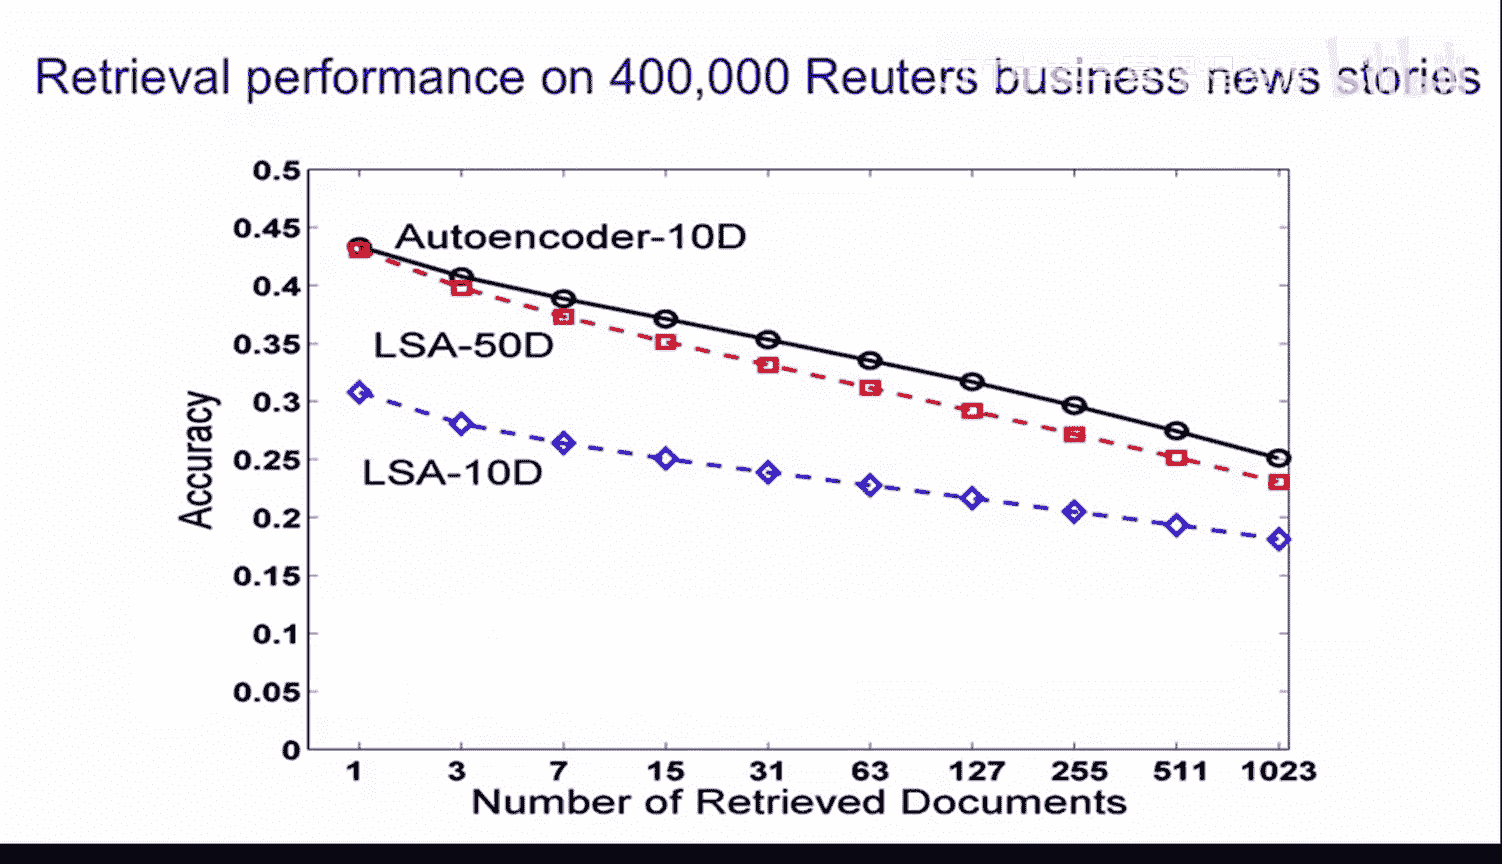 Retrieval performance on 400,000 Reuters business news stories
0.5
0.45
0.4
0.35
0.3
0.25
0.2
0.15
0.1
0.05
0
Accuracy
Autoencoder-10D
LSA-50D
LSA-10D
1 3 7 15 31 63 127 255 511 1023
Number of Retrieved Documents